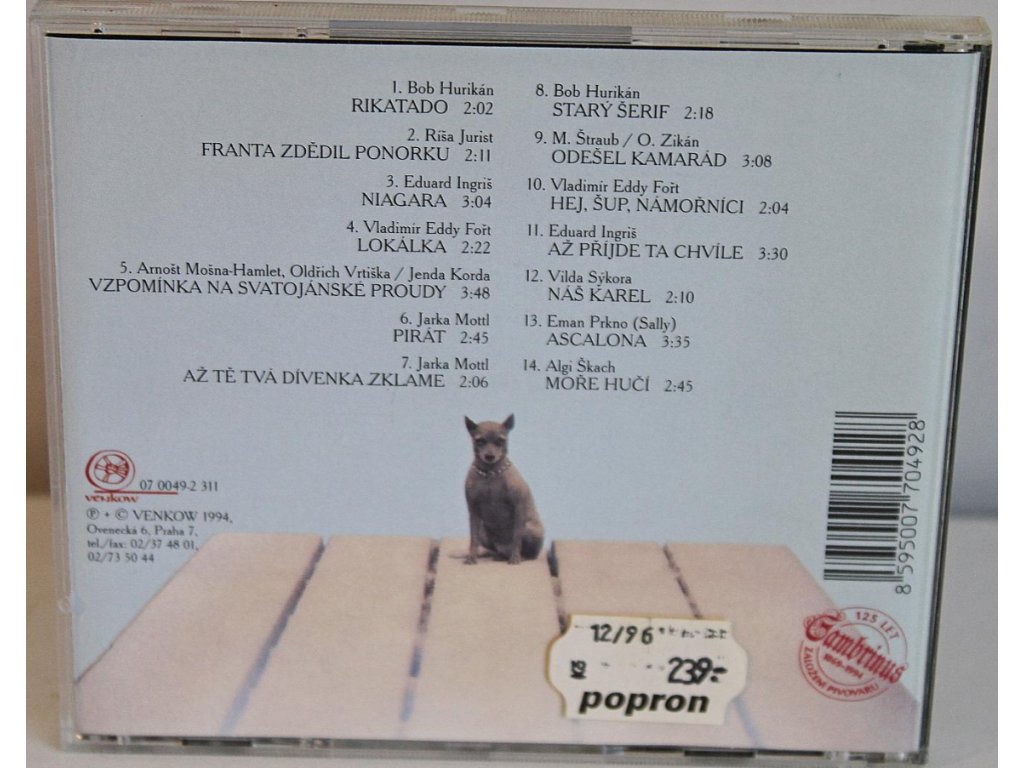 1. Bob Hurikán
RIKATADO 2:02
2. Ríša Jurist
FRANTA ZDĚDIL PONORKU 2:11
3. Eduard Ingriš
NIAGARA 3:04
4. Vladimír Eddy Fořt
LOKÁLKA 2:22
5. Arnošt Mošna-Hamlet, Oldřich Vrtiška / Jenda Korda
VZPOMÍNKA NA SVATOJÁNSKÉ PROUDY 3:48
6. Jarka Mottl
PIRÁT 2:45
7. Jarka Mottl
AŽ TĚ TVÁ DÍVENKA ZKLAME 2:06
8. Bob Hurikán
STARÝ ŠERIF 2:18
9. M. Štraub / O. Zikán
ODEŠEL KAMARÁD 3:08
10. Vladimír Eddy Fořt
HEJ, ŠUP, NÁMOŘNÍCI 2:04
11. Eduard Ingriš
AŽ PŘÍJDE TA CHVÍLE 3:30
12. Vilda Sýkora
NÁŠ KAREL 2:10
13. Eman Prkno (Sally)
ASCALONA 3:35
14. Algi Škach
MOŘE HUČÍ 2:45
VENKOW
07 0049-2 311
℗ + © VENKOW 1994,
Ovenecká 6, Praha 7,
tel./fax: 02/37 48 01,
02/73 50 44
8 595007 704928
125 LET
Gambrinus
1869-1994
ZALOŽENÍ PIVOVARU
12/96
KS
239.-
popron